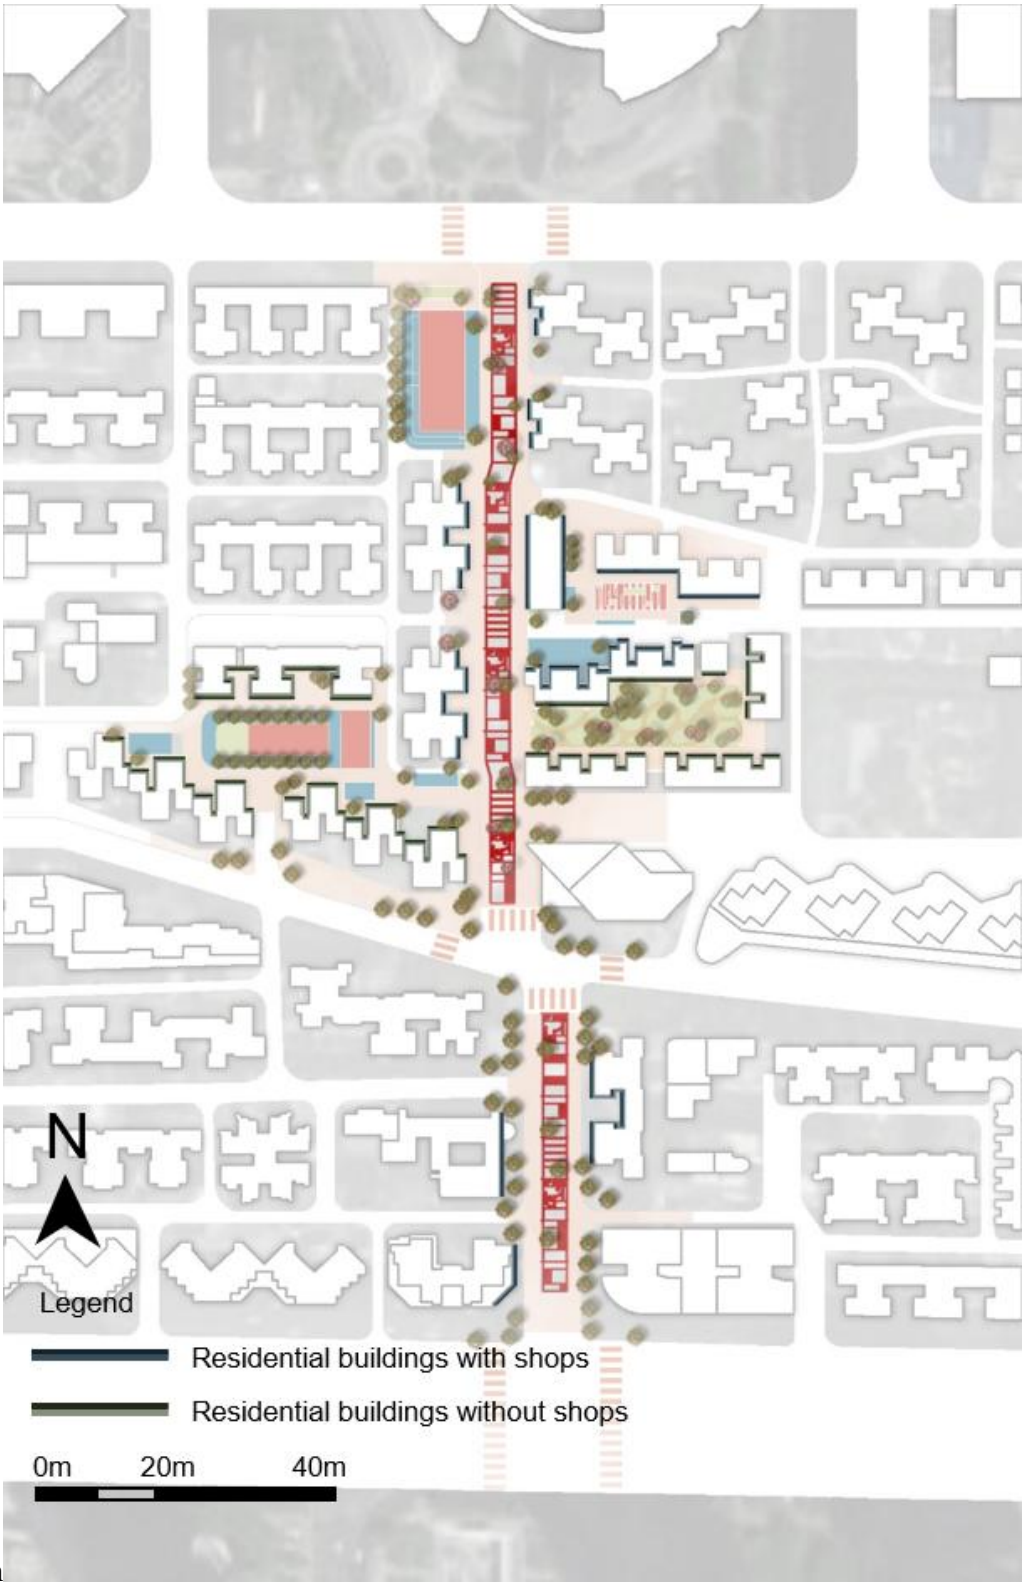 N
Legend
Residential buildings with shops
Residential buildings without shops
0m 20m 40m